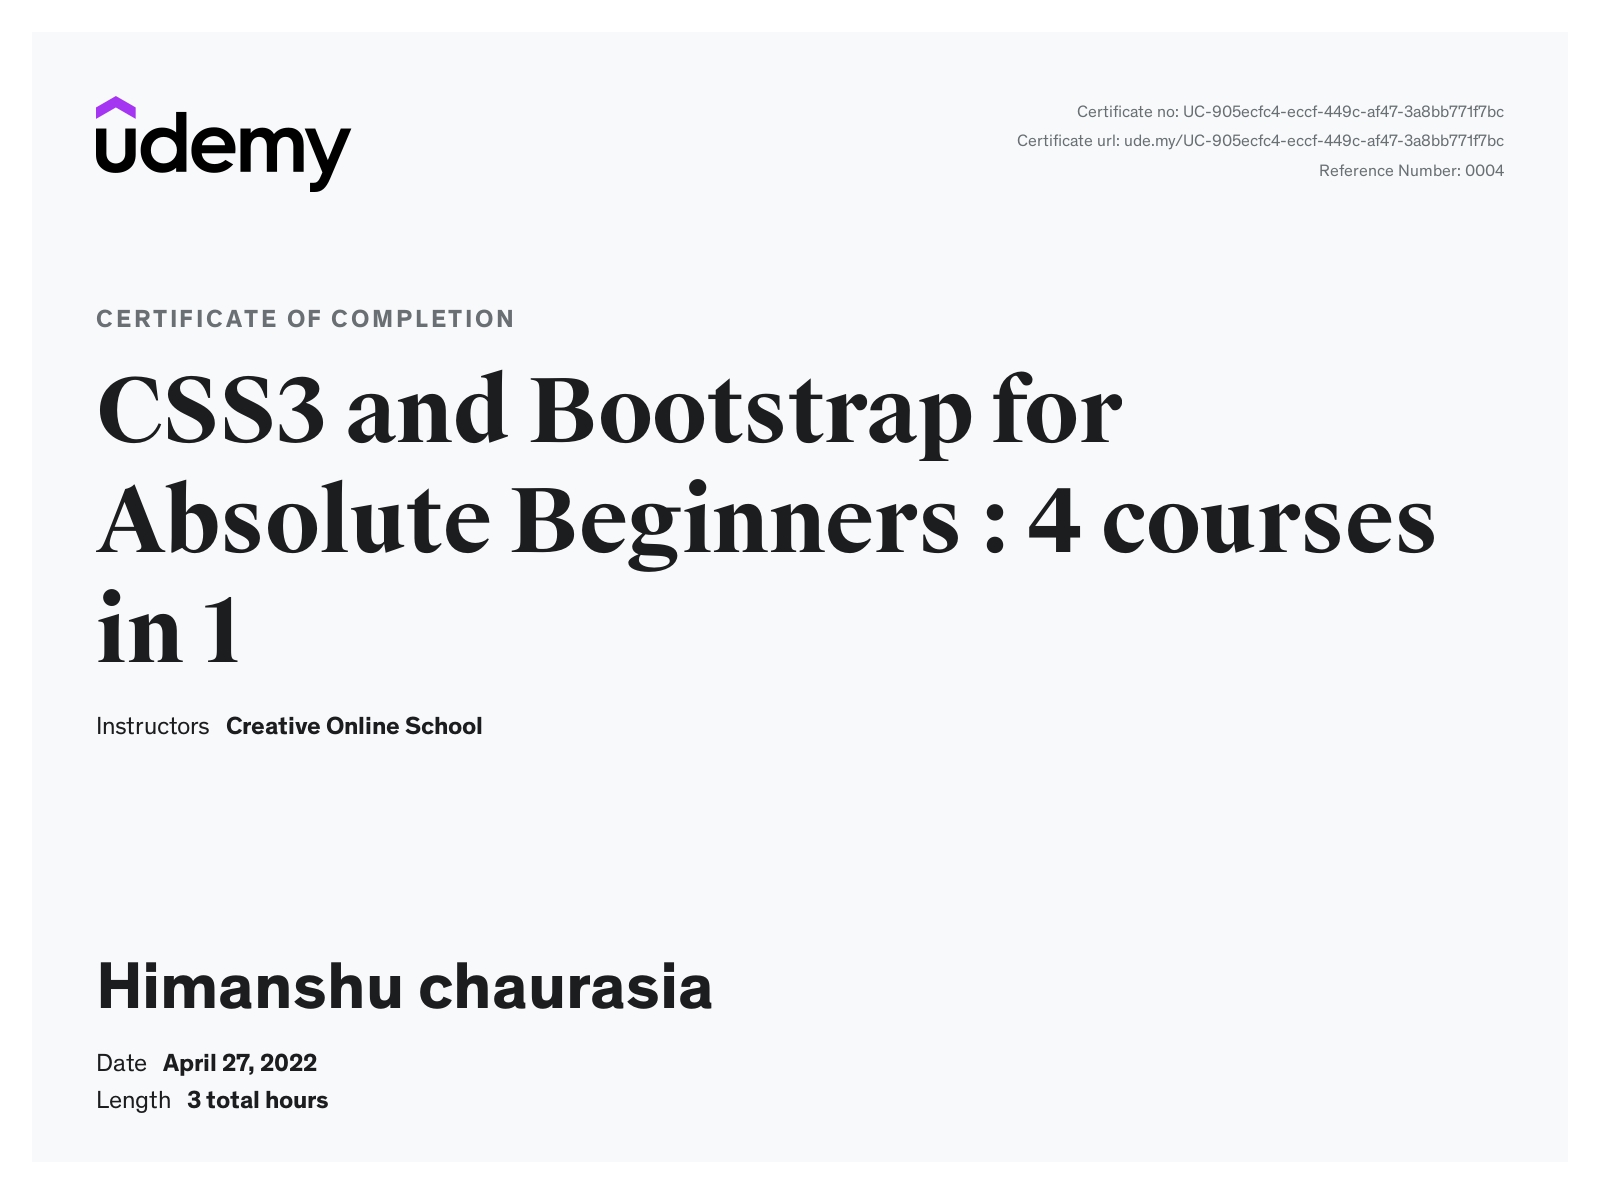 udemy
Certificate no: UC-905ecfc4-eccf-449c-af47-3a8bb771f7bc
Certificate url: ude.my/UC-905ecfc4-eccf-449c-af47-3a8bb771f7bc
Reference Number: 0004
CERTIFICATE OF COMPLETION
CSS3 and Bootstrap for
Absolute Beginners : 4 courses
in 1
Instructors Creative Online School
Himanshu chaurasia
Date April 27, 2022
Length 3 total hours